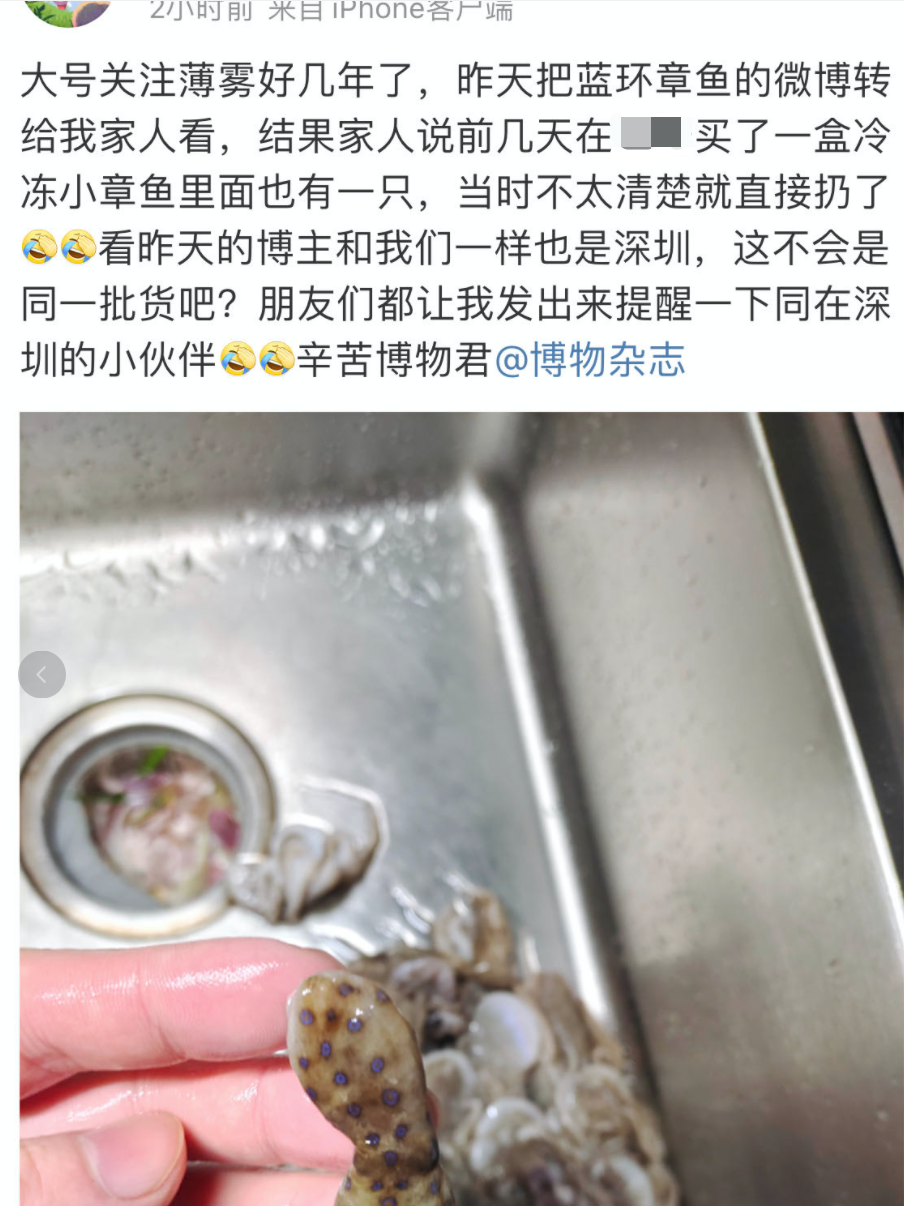 2小时前 来自 iPhone客户端
大号关注薄雾好几年了，昨天把蓝环章鱼的微博转
给我家人看，结果家人说前几天在 买了一盒冷
冻小章鱼里面也有一只，当时不太清楚就直接扔了
🤣🤣看昨天的博主和我们一样也是深圳，这不会是
同一批货吧？朋友们都让我发出来提醒一下同在深
圳的小伙伴🤣🤣辛苦博物君@博物杂志